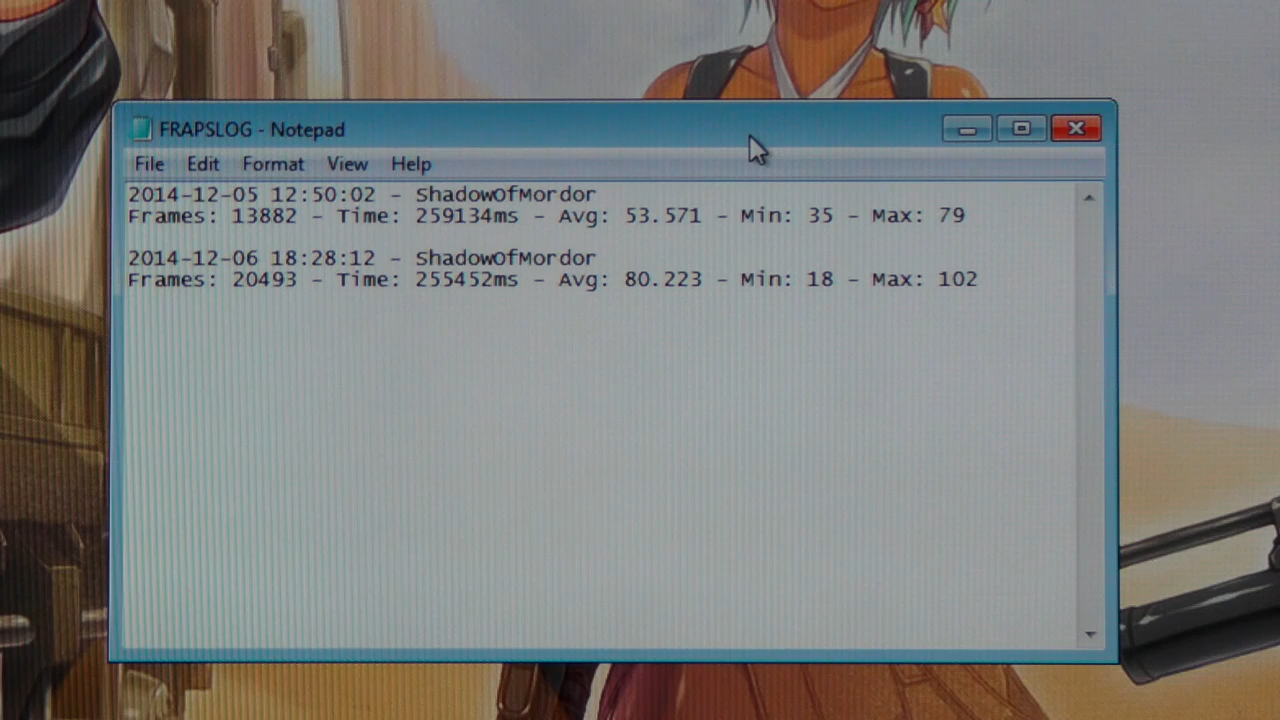 FRAPSLOG - Notepad
File Edit Format View Help
2014-12-05 12:50:02 - ShadowOfMordor
Frames: 13882 - Time: 259134ms - Avg: 53.571 - Min: 35 - Max: 79
2014-12-06 18:28:12 - ShadowOfMordor
Frames: 20493 - Time: 255452ms - Avg: 80.223 - Min: 18 - Max: 102